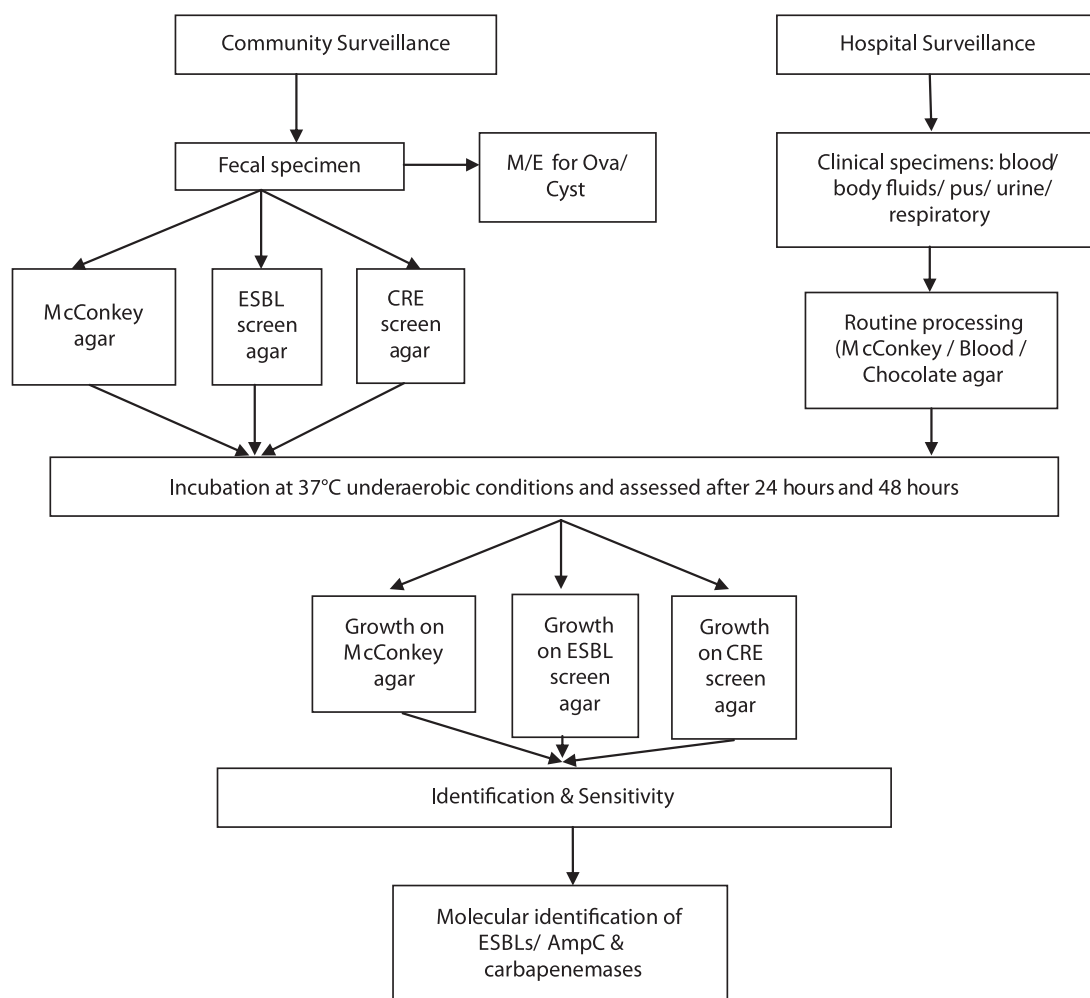 Community Surveillance
Hospital Surveillance
Fecal specimen
M/E for Ova/
Cyst
Clinical specimens: blood/
body fluids/ pus/ urine/
respiratory
McConkey
agar
ESBL
screen
agar
CRE
screen
agar
Routine processing
(McConkey / Blood /
Chocolate agar
Incubation at 37°C underaerobic conditions and assessed after 24 hours and 48 hours
Growth on
McConkey
agar
Growth
on ESBL
screen
agar
Growth
on CRE
screen
agar
Identification & Sensitivity
Molecular identification of
ESBLs/ AmpC &
carbapenemases